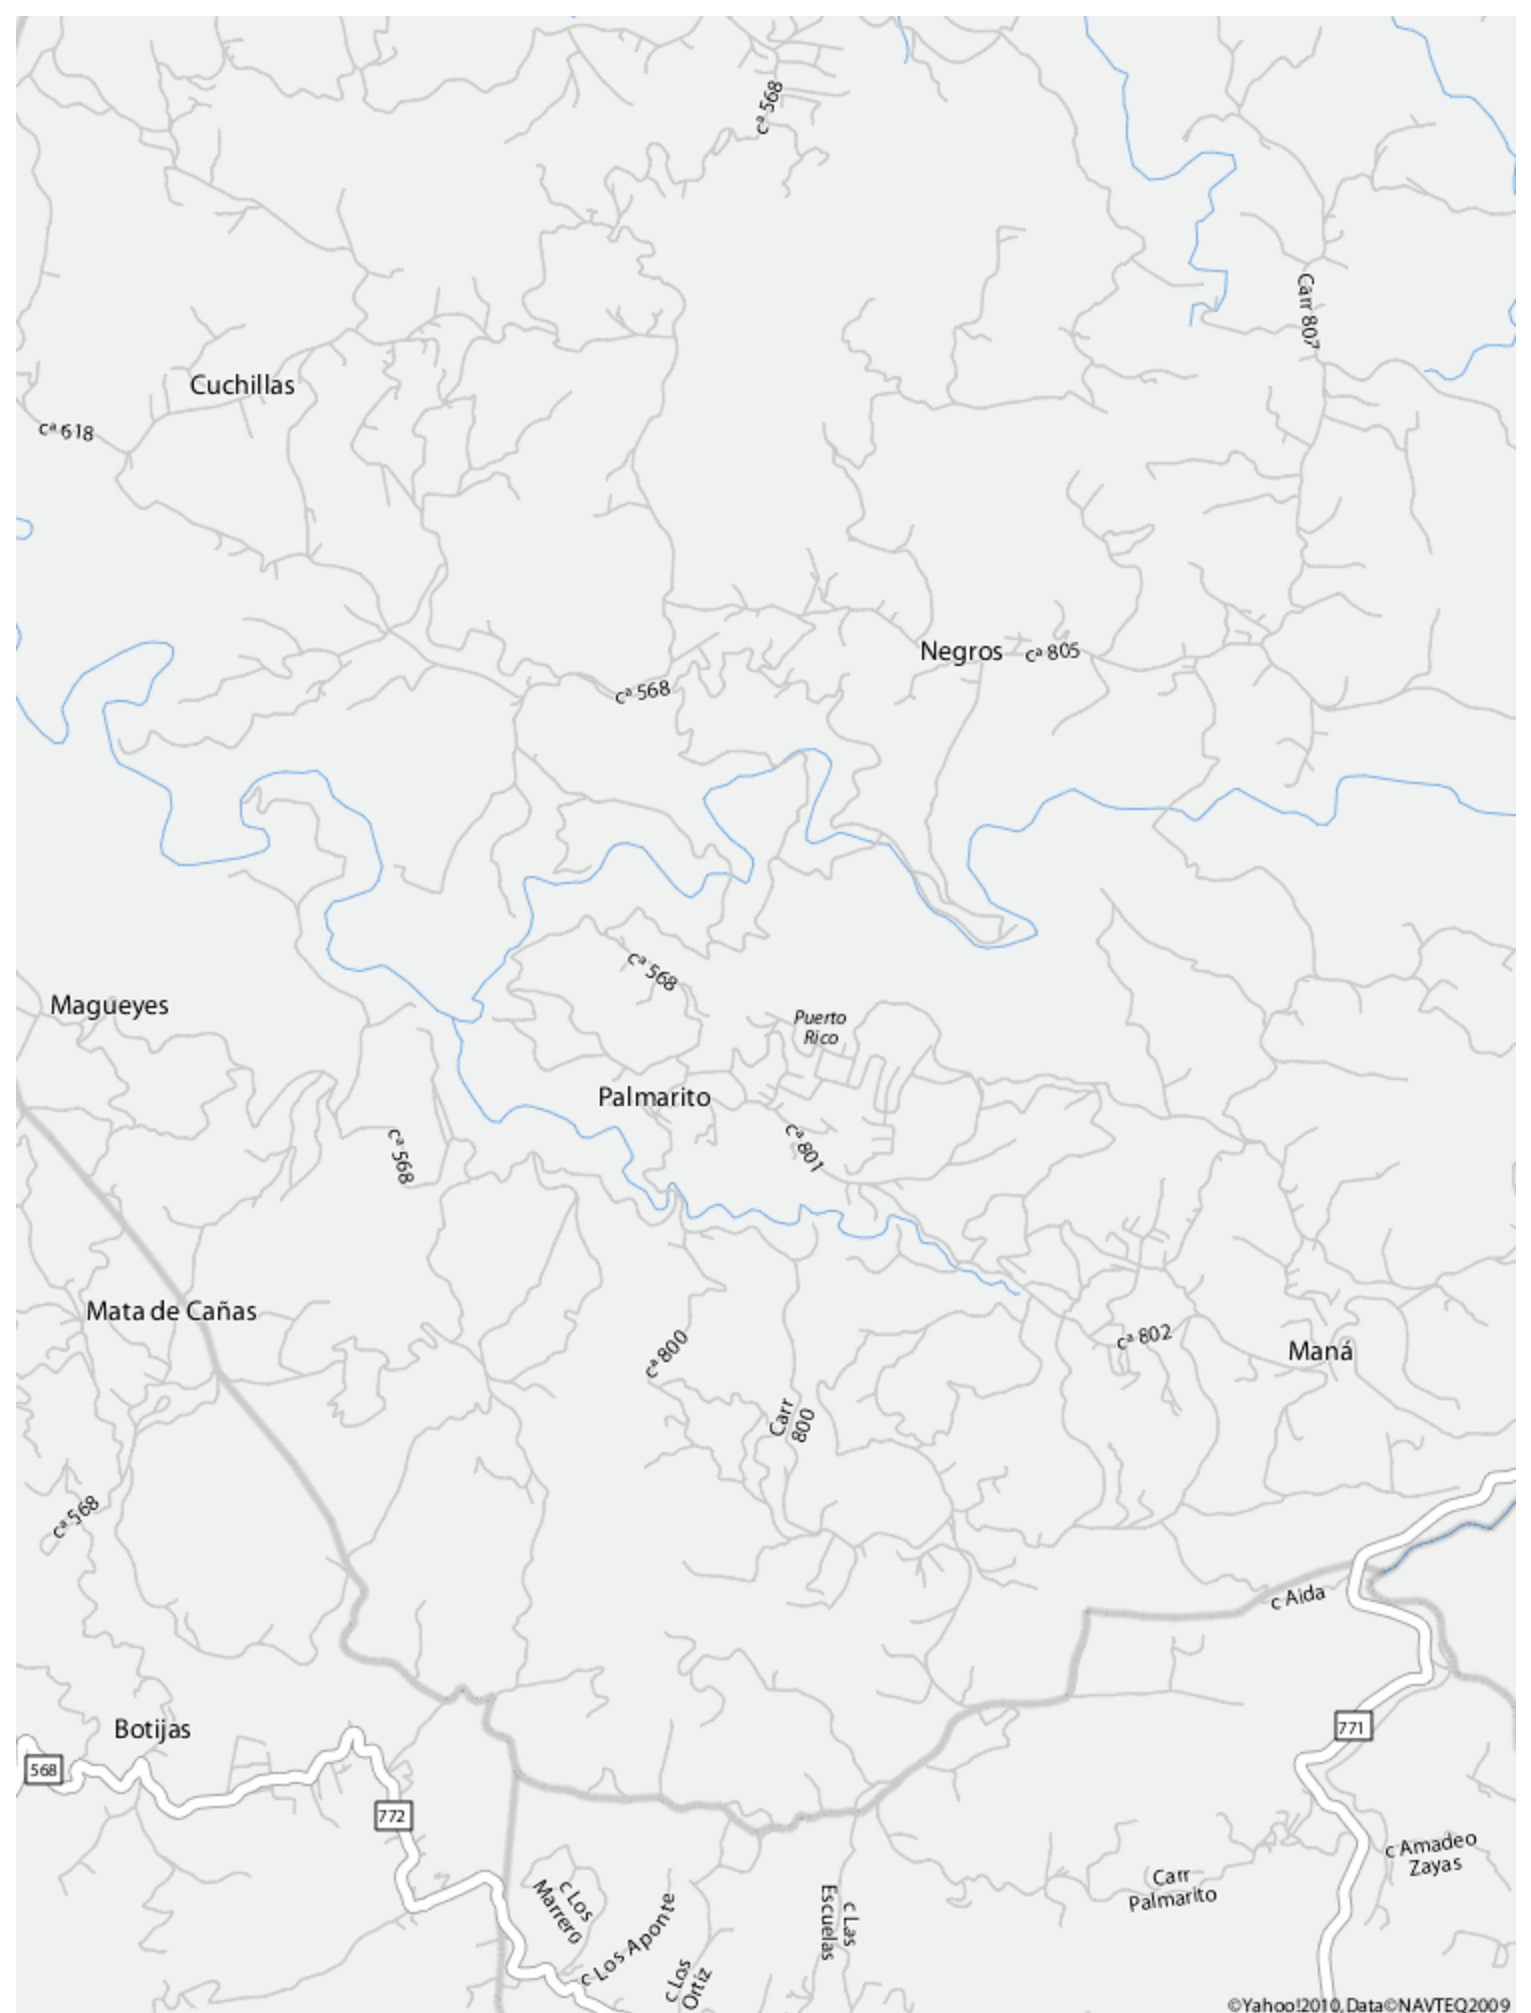 cª 568
Carr 807
Cuchillas
cª 618
Negros
cª 805
cª 568
cª 568
Magueyes
Puerto
Rico
Palmarito
cª 568
cª 801
Mata de Cañas
cª 800
cª 802
Maná
Carr
800
cª 568
c Aida
Botijas
771
568
772
c Amadeo
Zayas
Carr
Palmarito
c Los
Marrero
c Los Aponte
c Las
Escuelas
c Los
Ortiz
©Yahoo!2010, Data©NAVTEQ2009